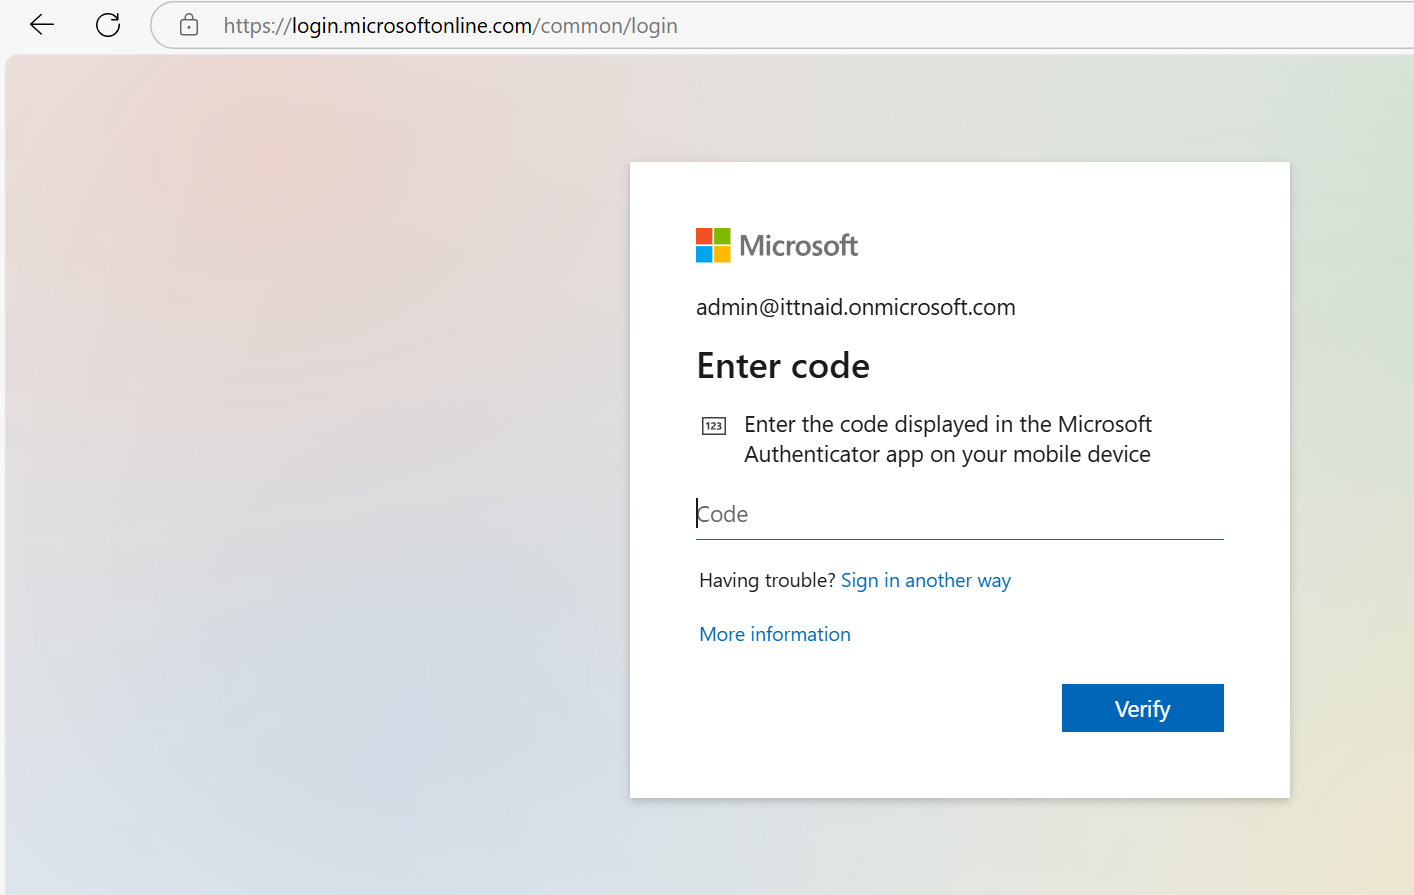 https://login.microsoftonline.com/common/login
Microsoft
admin@ittnaid.onmicrosoft.com
Enter code
123
Enter the code displayed in the Microsoft
Authenticator app on your mobile device
Code
Having trouble? Sign in another way
More information
Verify